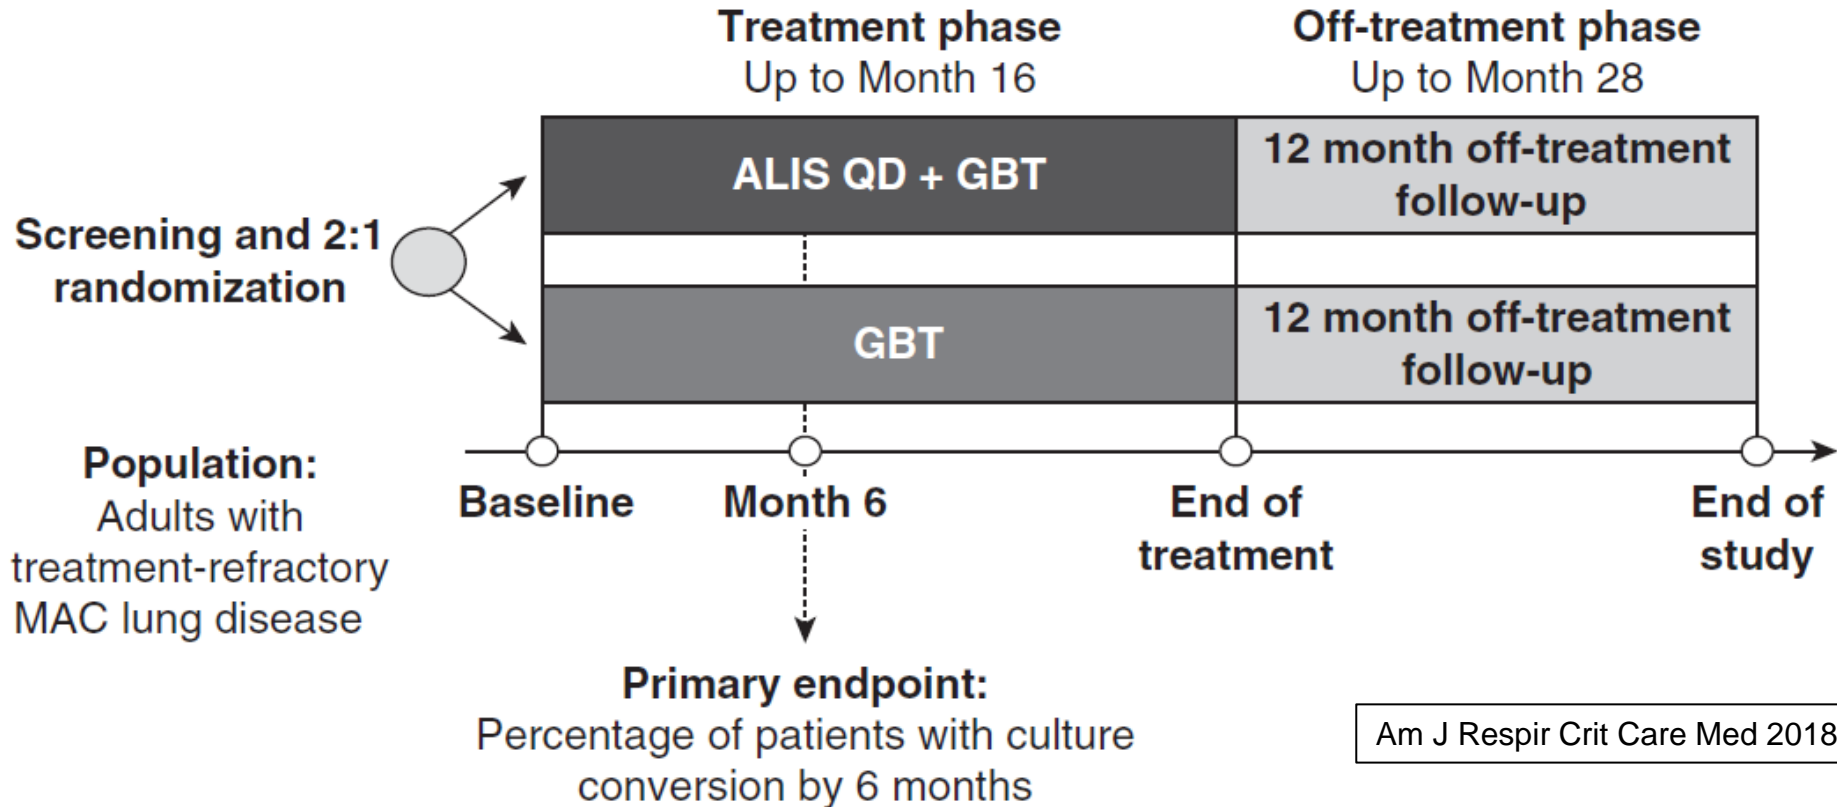 Treatment phase
Up to Month 16
Off-treatment phase
Up to Month 28
Screening and 2:1
randomization
ALIS QD + GBT
12 month off-treatment
follow-up
GBT
12 month off-treatment
follow-up
Population:
Adults with
treatment-refractory
MAC lung disease
Baseline
Month 6
End of
treatment
End of
study
Primary endpoint:
Percentage of patients with culture
conversion by 6 months
Am J Respir Crit Care Med 2018